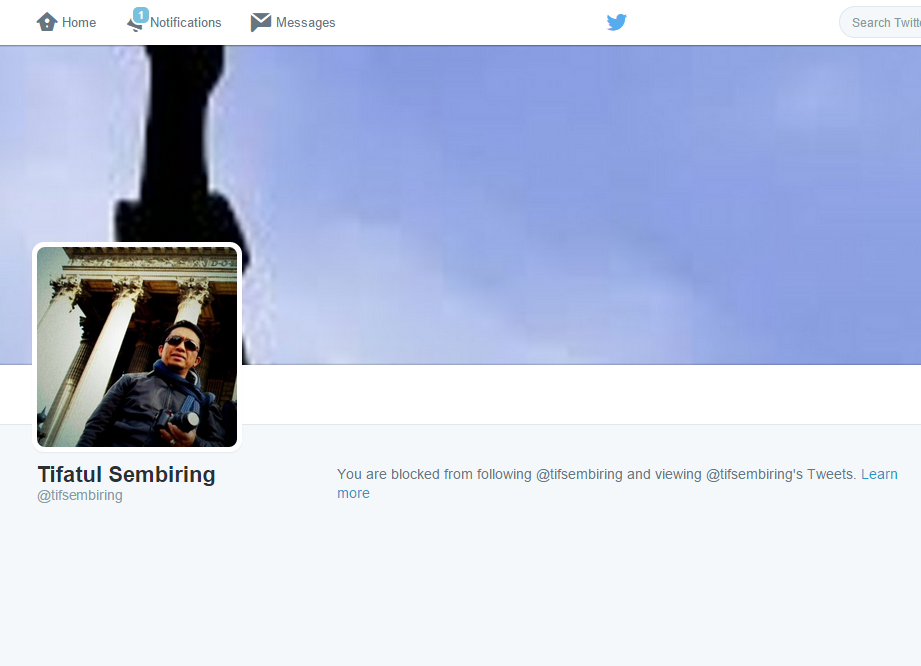 Home 1 Notifications Messages Search Twitt
Tifatul Sembiring
@tifsembiring
You are blocked from following @tifsembiring and viewing @tifsembiring's Tweets. Learn
more